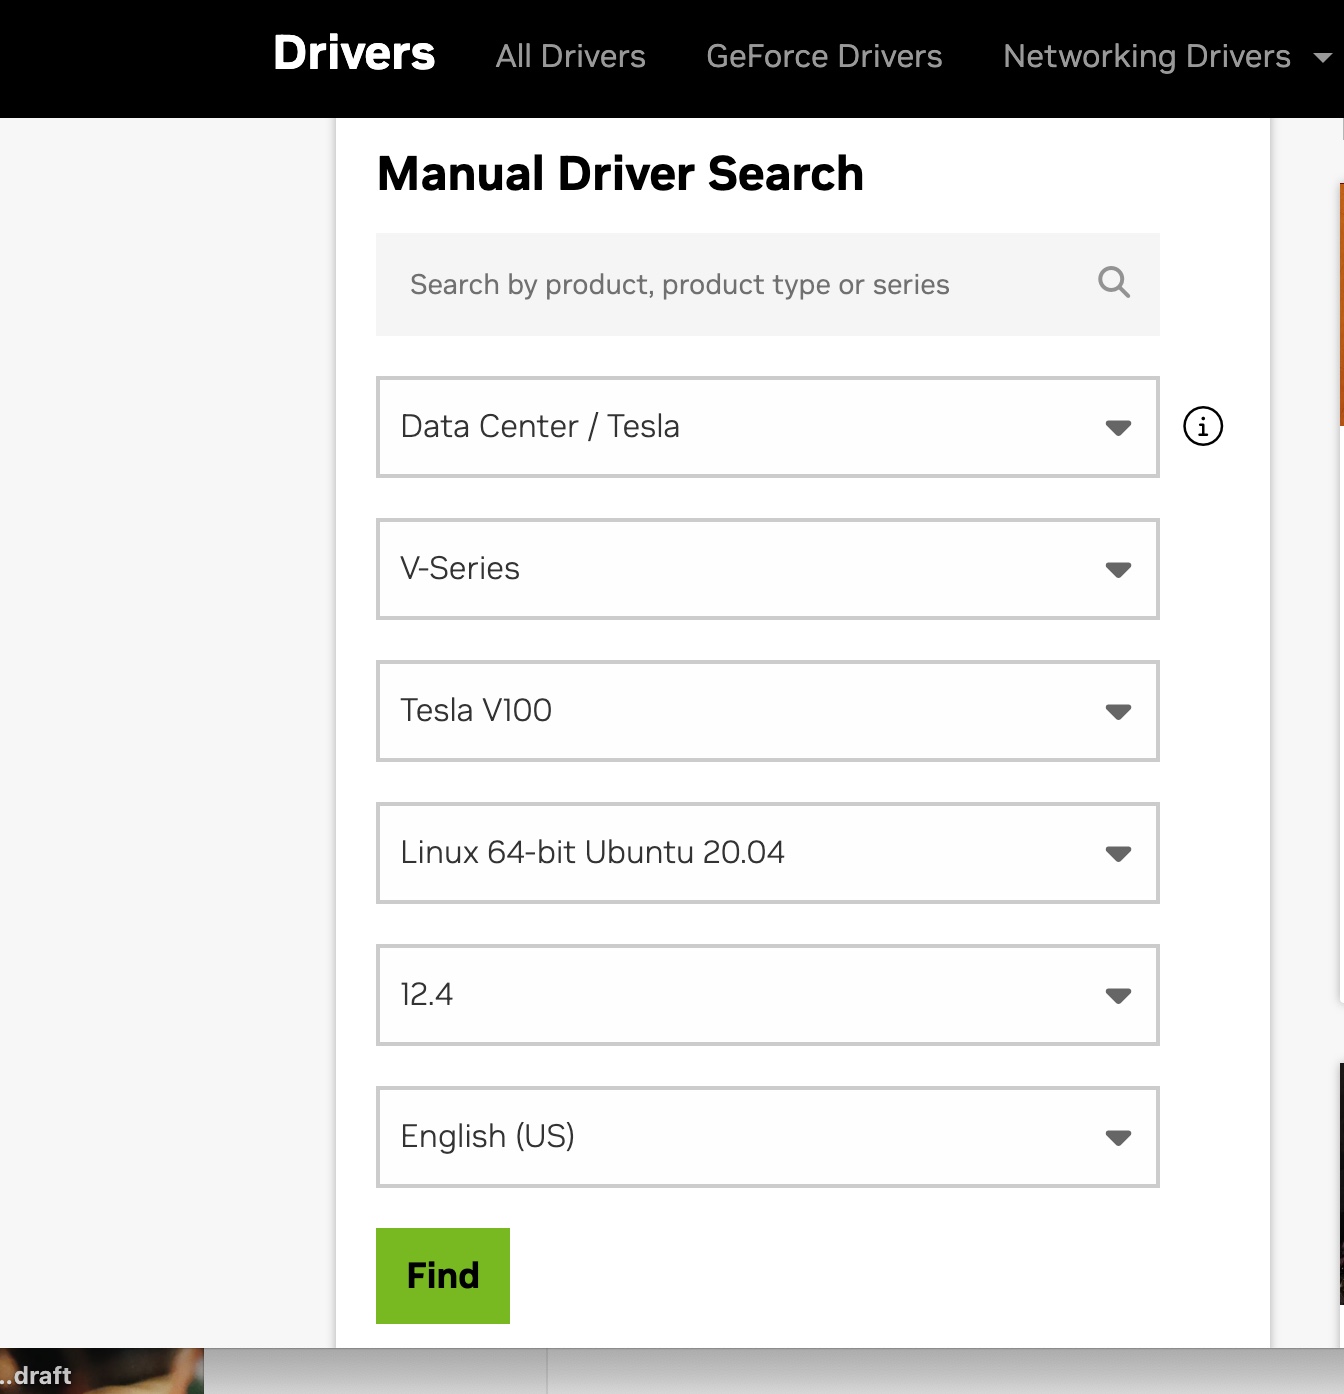 Drivers All Drivers GeForce Drivers Networking Drivers
Manual Driver Search
Search by product, product type or series
Data Center / Tesla
V-Series
Tesla V100
Linux 64-bit Ubuntu 20.04
12.4
English (US)
Find
..draft